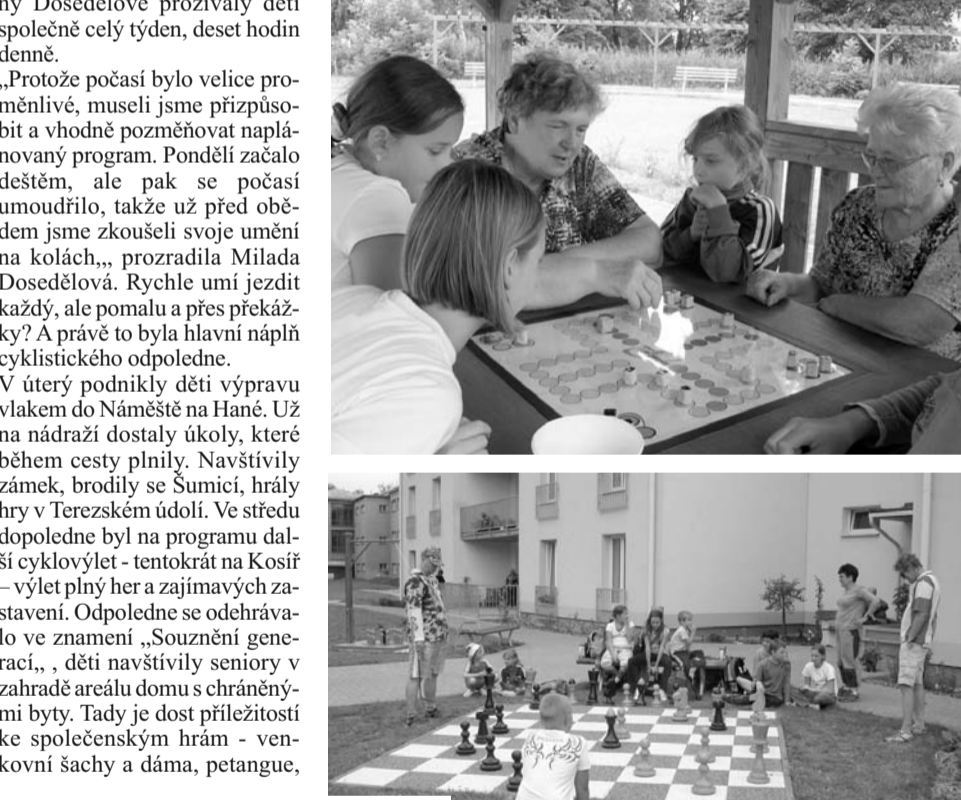 ny Dosedělové prožívaly děti
společně celý týden, deset hodin
denně.
„Protože počasí bylo velice pro-
měnlivé, museli jsme přizpůso-
bit a vhodně pozměňovat naplá-
novaný program. Pondělí začalo
deštěm, ale pak se počasí
umoudřilo, takže už před obě-
dem jsme zkoušeli svoje umění
na kolách„, prozradila Milada
Dosedělová. Rychle umí jezdit
každý, ale pomalu a přes překáž-
ky? A právě to byla hlavní náplň
cyklistického odpoledne.
V úterý podnikly děti výpravu
vlakem do Náměště na Hané. Už
na nádraží dostaly úkoly, které
během cesty plnily. Navštívily
zámek, brodily se Šumicí, hrály
hry v Terezském údolí. Ve středu
dopoledne byl na programu dal-
ší cyklovýlet - tentokrát na Kosíř
– výlet plný her a zajímavých za-
stavení. Odpoledne se odehráva-
lo ve znamení „Souznění gene-
rací„ , děti navštívily seniory v
zahradě areálu domu s chráněný-
mi byty. Tady je dost příležitostí
ke společenským hrám - ven-
kovní šachy a dáma, petangue,